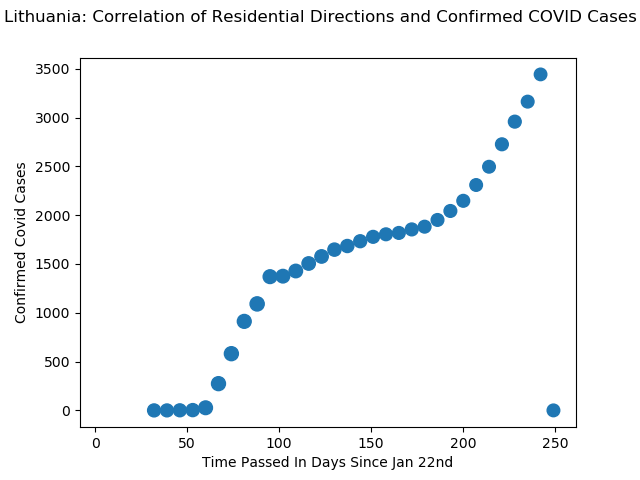 Lithuania: Correlation of Residential Directions and Confirmed COVID Cases
3500
3000
2500
2000
1500
1000
500
0
Confirmed Covid Cases
0 50 100 150 200 250
Time Passed In Days Since Jan 22nd